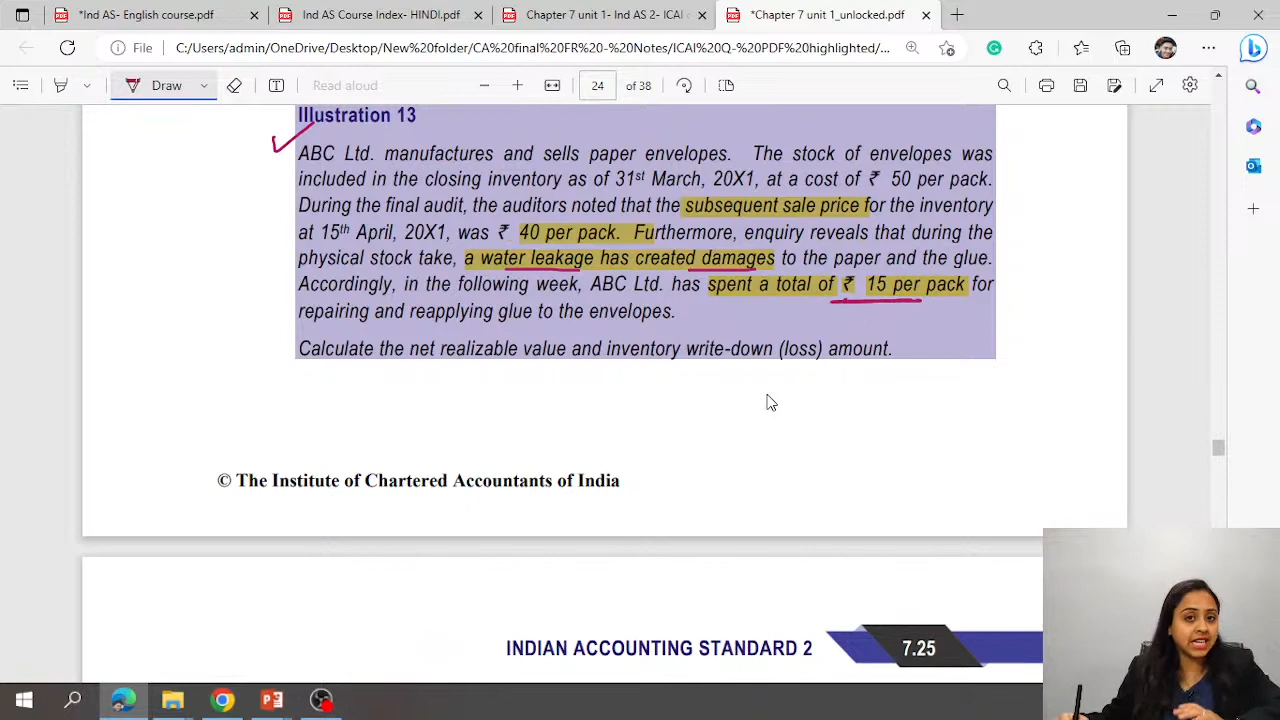 *Ind AS- English course.pdf
Ind AS Course Index- HINDI.pdf
Chapter 7 unit 1- Ind AS 2- ICAI
*Chapter 7 unit 1_unlocked.pdf
File
C:/Users/admin/OneDrive/Desktop/New%20folder/CA%20final%20FR%20-%20Notes/ICAI%20Q-%20PDF%20highlighted/...
Draw
Read aloud
24 of 38
Illustration 13
ABC Ltd. manufactures and sells paper envelopes. The stock of envelopes was
included in the closing inventory as of 31st March, 20X1, at a cost of ₹ 50 per pack.
During the final audit, the auditors noted that the subsequent sale price for the inventory
at 15th April, 20X1, was ₹ 40 per pack. Furthermore, enquiry reveals that during the
physical stock take, a water leakage has created damages to the paper and the glue.
Accordingly, in the following week, ABC Ltd. has spent a total of ₹ 15 per pack for
repairing and reapplying glue to the envelopes.
Calculate the net realizable value and inventory write-down (loss) amount.
© The Institute of Chartered Accountants of India
INDIAN ACCOUNTING STANDARD 2
7.25